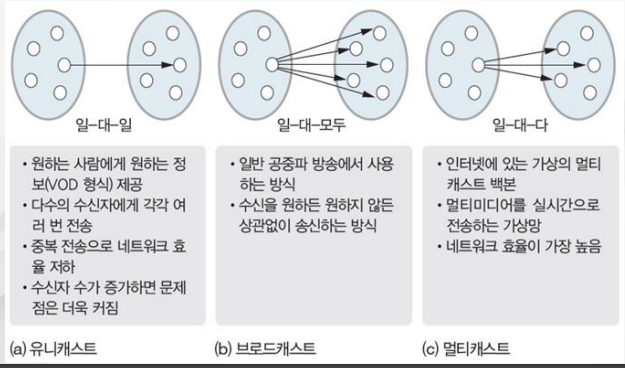 일-대-일
일-대-모두
일-대-다
• 원하는 사람에게 원하는 정
보(VOD 형식) 제공
• 다수의 수신자에게 각각 여
러 번 전송
• 중복 전송으로 네트워크 효
율 저하
• 수신자 수가 증가하면 문제
점은 더욱 커짐
• 일반 공중파 방송에서 사용
하는 방식
• 수신을 원하든 원하지 않든
상관없이 송신하는 방식
• 인터넷에 있는 가상의 멀티
캐스트 백본
• 멀티미디어를 실시간으로
전송하는 가상망
• 네트워크 효율이 가장 높음
(a) 유니캐스트
(b) 브로드캐스트
(c) 멀티캐스트